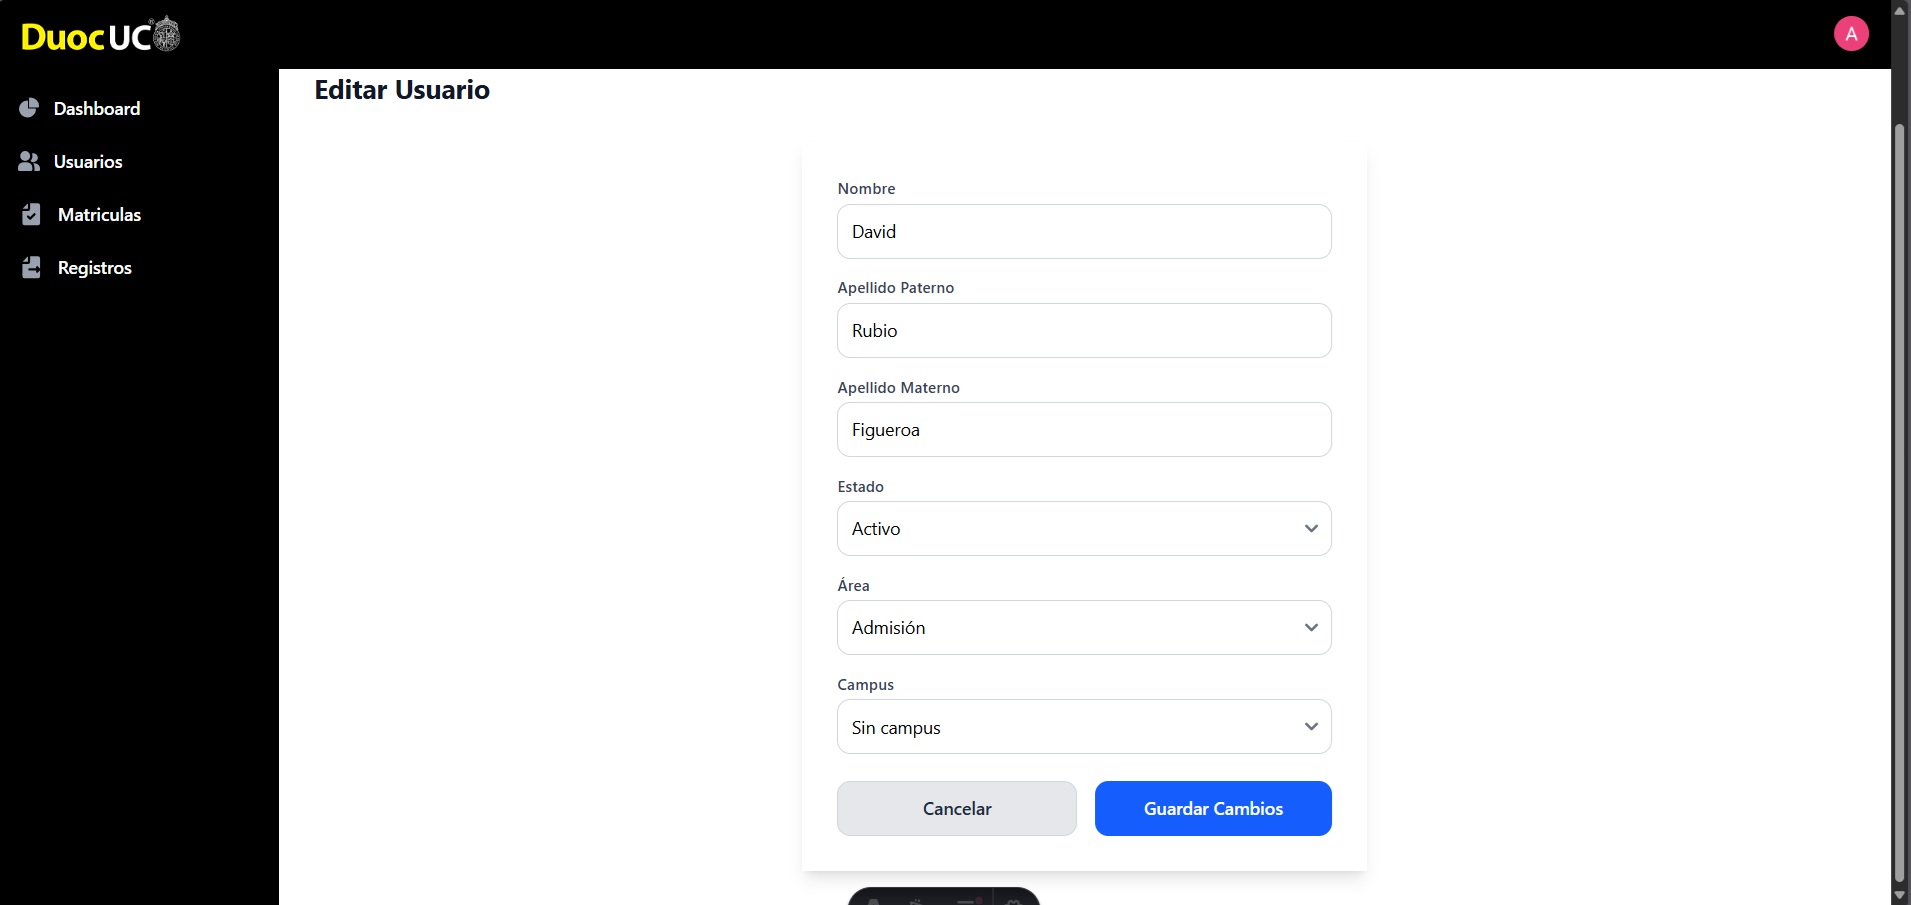 DuocUC®
A
Dashboard
Usuarios
Matriculas
Registros
Editar Usuario
Nombre
David
Apellido Paterno
Rubio
Apellido Materno
Figueroa
Estado
Activo
Área
Admisión
Campus
Sin campus
Cancelar
Guardar Cambios